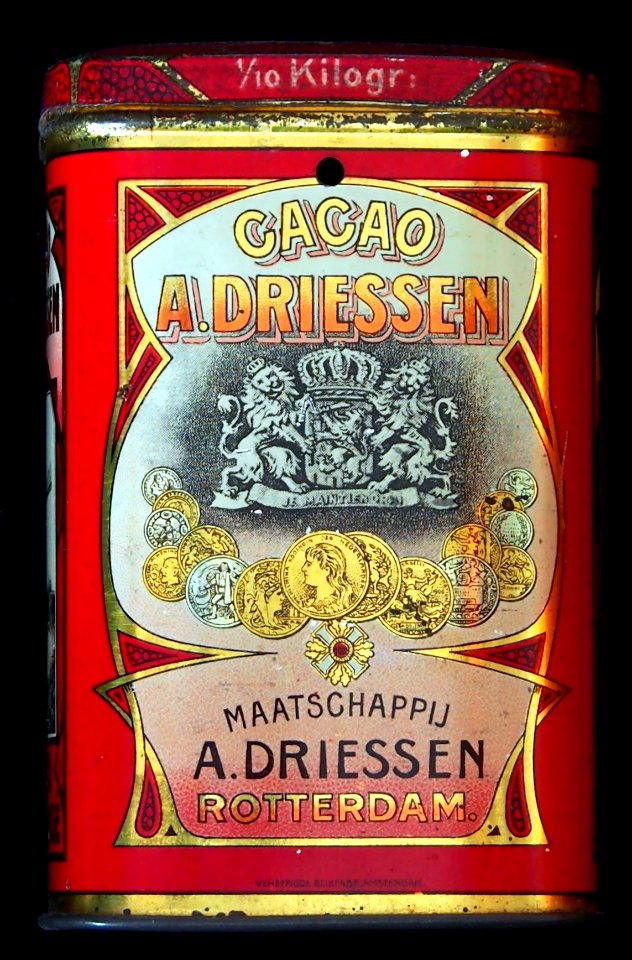 1/10 Kilogr:
CACAO
A.DRIESSEN
JE MAINTIENDRAI
MAATSCHAPPIJ
A.DRIESSEN
ROTTERDAM.